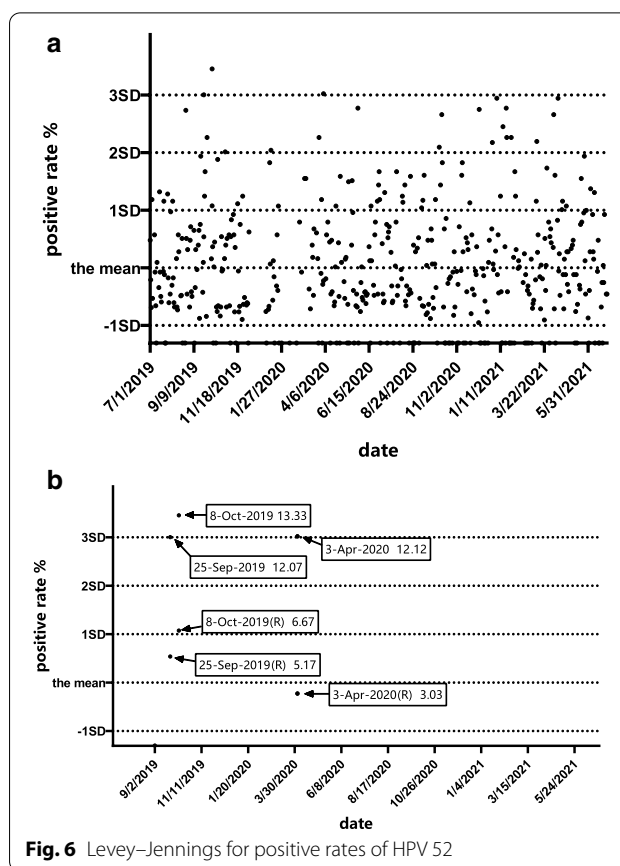 a
3SD
2SD
1SD
the mean
-1SD
positive rate %
7/1/2019
9/9/2019
11/18/2019
1/27/2020
4/6/2020
6/15/2020
8/24/2020
11/2/2020
1/11/2021
3/22/2021
5/31/2021
date
b
8-Oct-2019 13.33
3SD
3-Apr-2020 12.12
25-Sep-2019 12.07
2SD
8-Oct-2019(R) 6.67
1SD
25-Sep-2019(R) 5.17
the mean
3-Apr-2020(R) 3.03
-1SD
positive rate %
9/2/2019
11/11/2019
1/20/2020
3/30/2020
6/8/2020
8/17/2020
10/26/2020
1/4/2021
3/15/2021
5/24/2021
date
Fig. 6 Levey–Jennings for positive rates of HPV 52